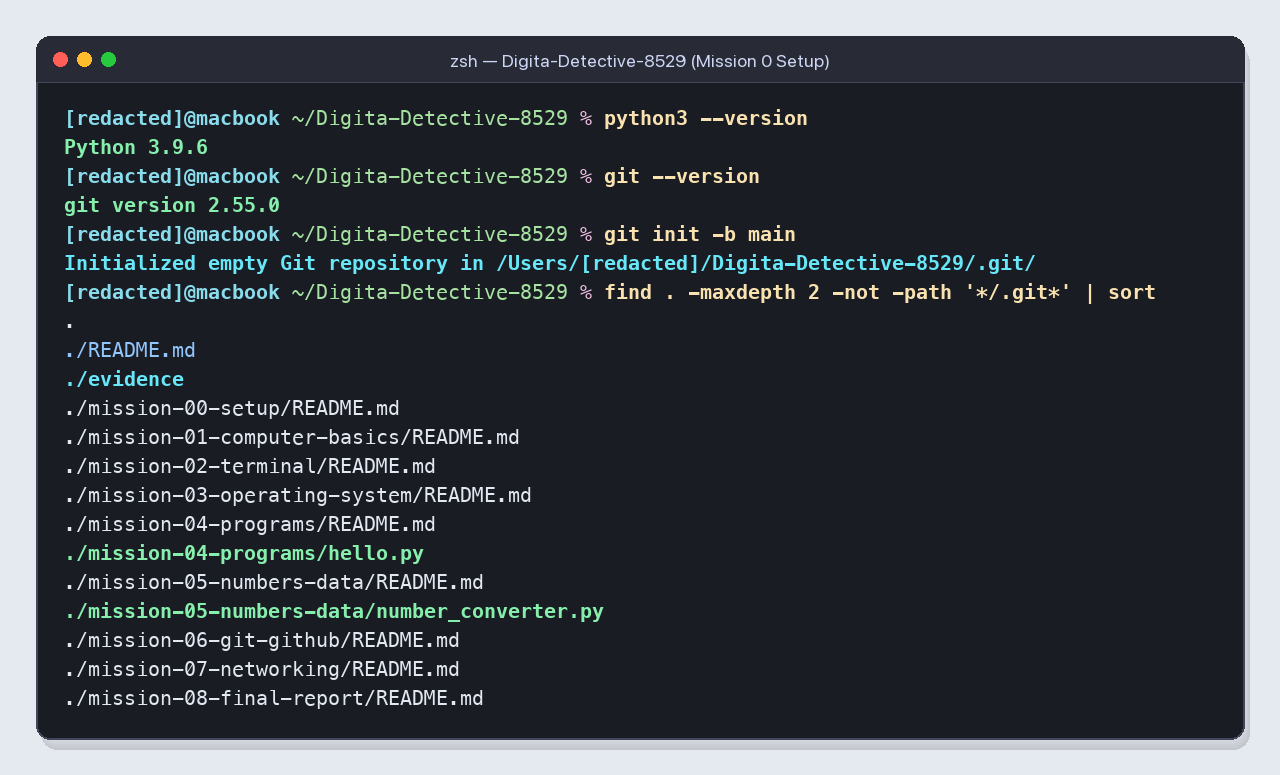 zsh — Digita-Detective-8529 (Mission 0 Setup)
[redacted]@macbook ~/Digita-Detective-8529 % python3 --version
Python 3.9.6
[redacted]@macbook ~/Digita-Detective-8529 % git --version
git version 2.55.0
[redacted]@macbook ~/Digita-Detective-8529 % git init -b main
Initialized empty Git repository in /Users/[redacted]/Digita-Detective-8529/.git/
[redacted]@macbook ~/Digita-Detective-8529 % find . -maxdepth 2 -not -path '*/.git*' | sort
.
./README.md
./evidence
./mission-00-setup/README.md
./mission-01-computer-basics/README.md
./mission-02-terminal/README.md
./mission-03-operating-system/README.md
./mission-04-programs/README.md
./mission-04-programs/hello.py
./mission-05-numbers-data/README.md
./mission-05-numbers-data/number_converter.py
./mission-06-git-github/README.md
./mission-07-networking/README.md
./mission-08-final-report/README.md